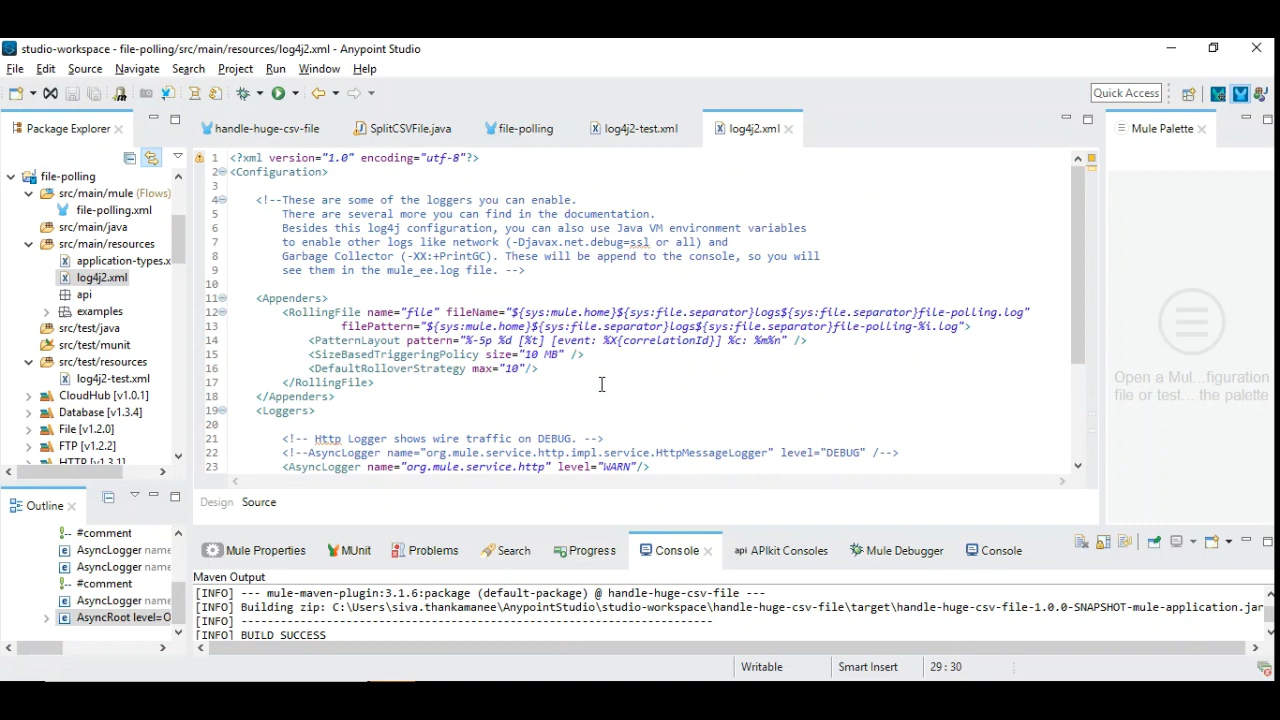 studio-workspace - file-polling/src/main/resources/log4j2.xml - Anypoint Studio
File Edit Source Navigate Search Project Run Window Help
Quick Access
Package Explorer
handle-huge-csv-file
SplitCSVFile.java
file-polling
log4j2-test.xml
log4j2.xml
Mule Palette
file-polling
src/main/mule (Flows)
file-polling.xml
src/main/java
src/main/resources
application-types.x
log4j2.xml
api
examples
src/test/java
src/test/munit
src/test/resources
log4j2-test.xml
CloudHub [v1.0.1]
Database [v1.3.4]
File [v1.2.0]
FTP [v1.2.2]
HTTP [v1.3.1]
1 <?xml version="1.0" encoding="utf-8"?>
2 <Configuration>
3
4 <!--These are some of the loggers you can enable.
5 There are several more you can find in the documentation.
6 Besides this log4j configuration, you can also use Java VM environment variables
7 to enable other logs like network (-Djavax.net.debug=ssl or all) and
8 Garbage Collector (-XX:+PrintGC). These will be append to the console, so you will
9 see them in the mule_ee.log file. -->
10
11 <Appenders>
12 <RollingFile name="file" fileName="${sys:mule.home}${sys:file.separator}logs${sys:file.separator}file-polling.log"
13 filePattern="${sys:mule.home}${sys:file.separator}logs${sys:file.separator}file-polling-%i.log">
14 <PatternLayout pattern="%-5p %d [%t] [event: %X{correlationId}] %c: %m%n" />
15 <SizeBasedTriggeringPolicy size="10 MB" />
16 <DefaultRolloverStrategy max="10"/>
17 </RollingFile>
18 </Appenders>
19 <Loggers>
20
21 <!-- Http Logger shows wire traffic on DEBUG. -->
22 <!--AsyncLogger name="org.mule.service.http.impl.service.HttpMessageLogger" level="DEBUG" /-->
23 <AsyncLogger name="org.mule.service.http" level="WARN"/>
Open a Mul...figuration
file or test... the palette
Design Source
Outline
#comment
AsyncLogger name
AsyncLogger name
#comment
AsyncLogger name
AsyncRoot level=
Mule Properties
MUnit
Problems
Search
Progress
Console
api APIkit Consoles
Mule Debugger
Console
Maven Output
[INFO] --- mule-maven-plugin:3.1.6:package (default-package) @ handle-huge-csv-file ---
[INFO] Building zip: C:\Users\siva.thankamanee\AnypointStudio\studio-workspace\handle-huge-csv-file\target\handle-huge-csv-file-1.0.0-SNAPSHOT-mule-application.jar
[INFO] ------------------------------------------------------------------------
[INFO] BUILD SUCCESS
Writable
Smart Insert
29 : 30